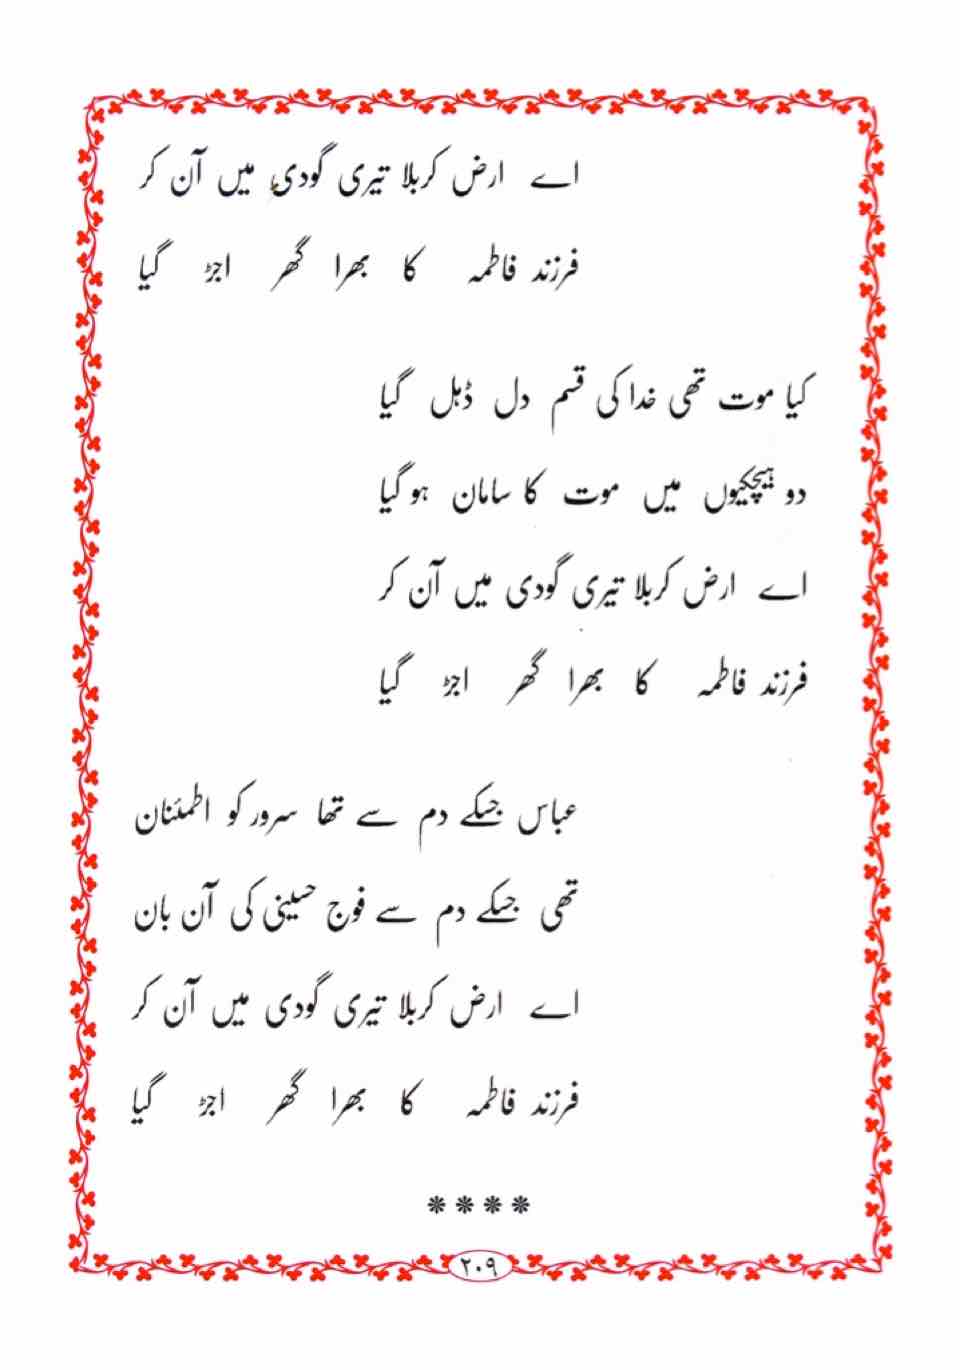 اے ارض کربلا تیری گودی میں آن کر
فرزند فاطمہ کا بھرا گھر اجڑ گیا
کیا موت تھی خدا کی قسم دل ڈہل گیا
دو ہیچکیوں میں موت کا سامان ہو گیا
اے ارض کربلا تیری گودی میں آن کر
فرزند فاطمہ کا بھرا گھر اجڑ گیا
عباس جسکے دم سے تھا سرور کو اطمئنان
تھی جسکے دم سے فوج حسینی کی آن بان
اے ارض کربلا تیری گودی میں آن کر
فرزند فاطمہ کا بھرا گھر اجڑ گیا
****
۲۰۹